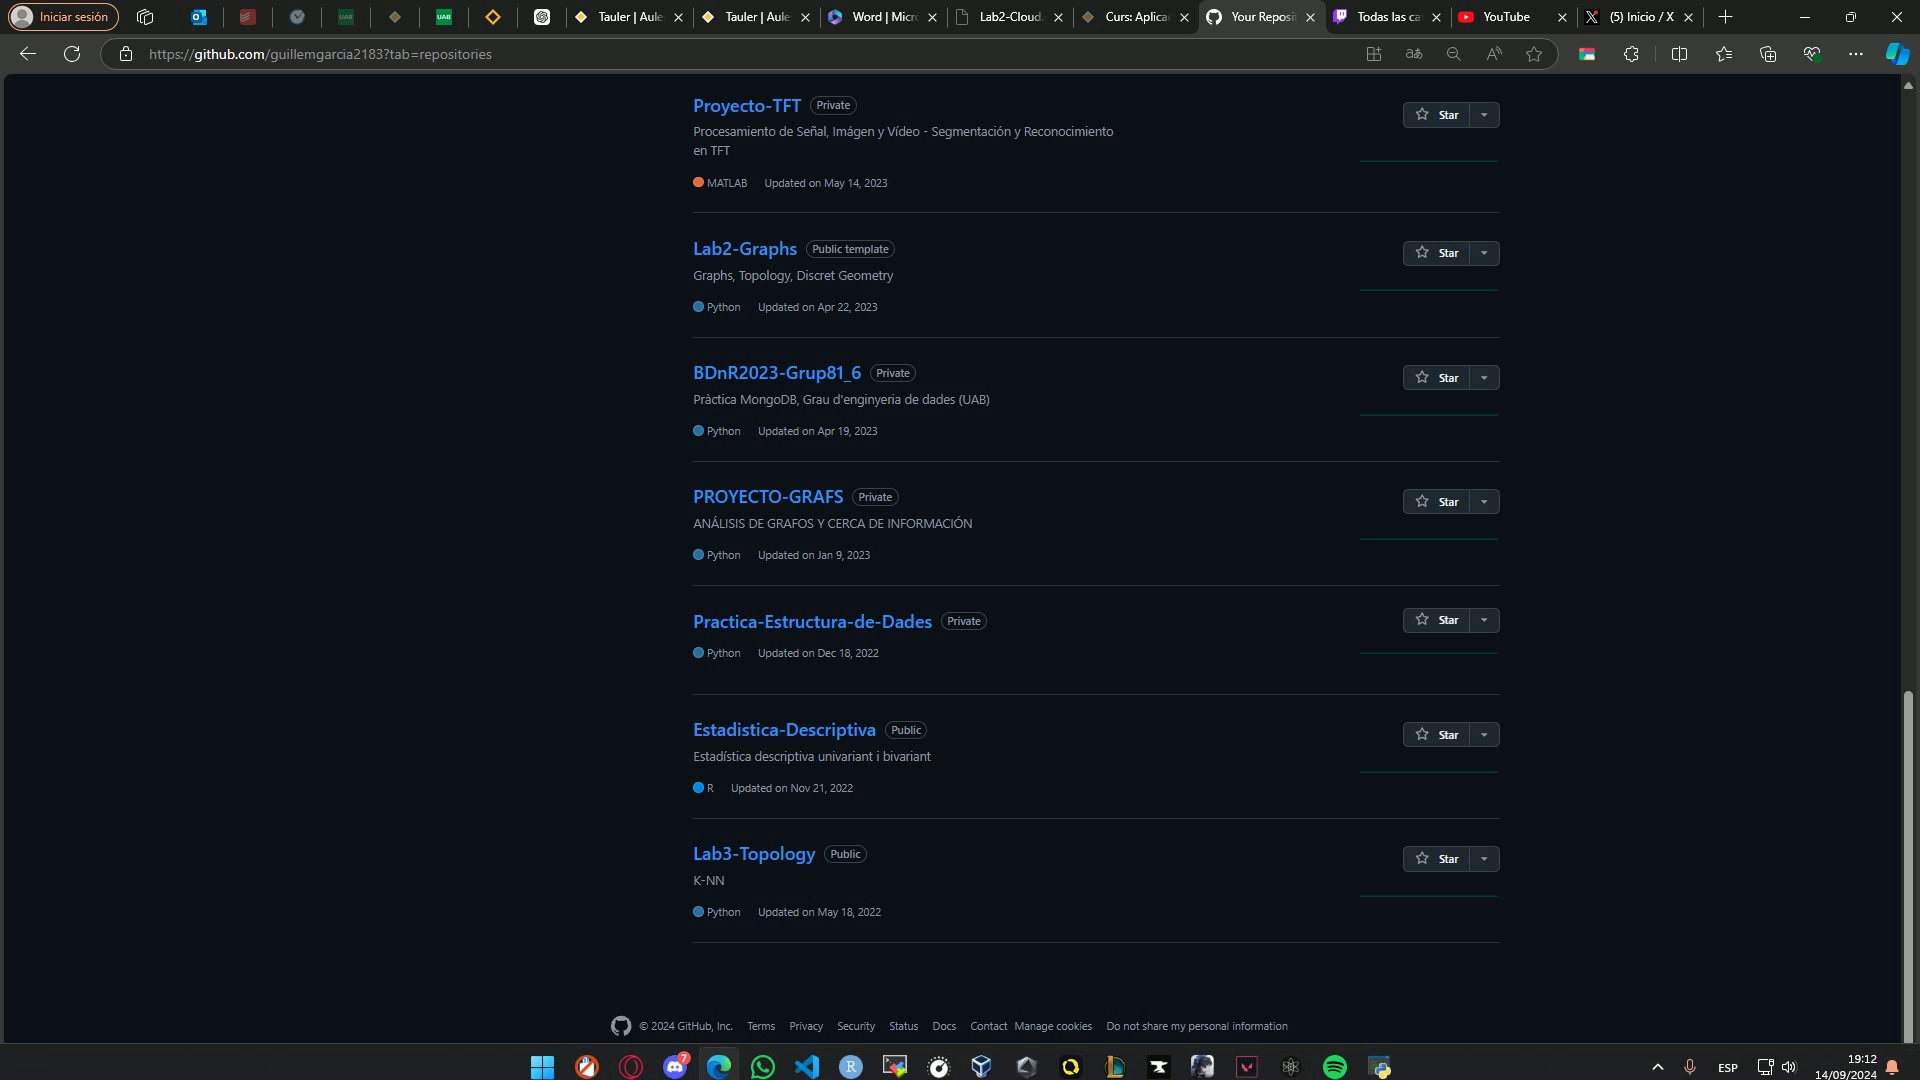 Iniciar sesión
UAB
UAB
Tauler | Aule
Tauler | Aule
Word | Micr
Lab2-Cloud.
Curs: Aplica
Your Reposit
Todas las cat
YouTube
(5) Inicio / X
https://github.com/guillemgarcia2183?tab=repositories
Proyecto-TFT Private
Star
Procesamiento de Señal, Imágen y Vídeo - Segmentación y Reconocimiento
en TFT
MATLAB Updated on May 14, 2023
Lab2-Graphs Public template
Star
Graphs, Topology, Discret Geometry
Python Updated on Apr 22, 2023
BDnR2023-Grup81_6 Private
Star
Pràctica MongoDB, Grau d'enginyeria de dades (UAB)
Python Updated on Apr 19, 2023
PROYECTO-GRAFS Private
Star
ANÁLISIS DE GRAFOS Y CERCA DE INFORMACIÓN
Python Updated on Jan 9, 2023
Practica-Estructura-de-Dades Private
Star
Python Updated on Dec 18, 2022
Estadistica-Descriptiva Public
Star
Estadística descriptiva univariant i bivariant
R Updated on Nov 21, 2022
Lab3-Topology Public
Star
K-NN
Python Updated on May 18, 2022
© 2024 GitHub, Inc. Terms Privacy Security Status Docs Contact Manage cookies Do not share my personal information
7
ESP
19:12
14/09/2024